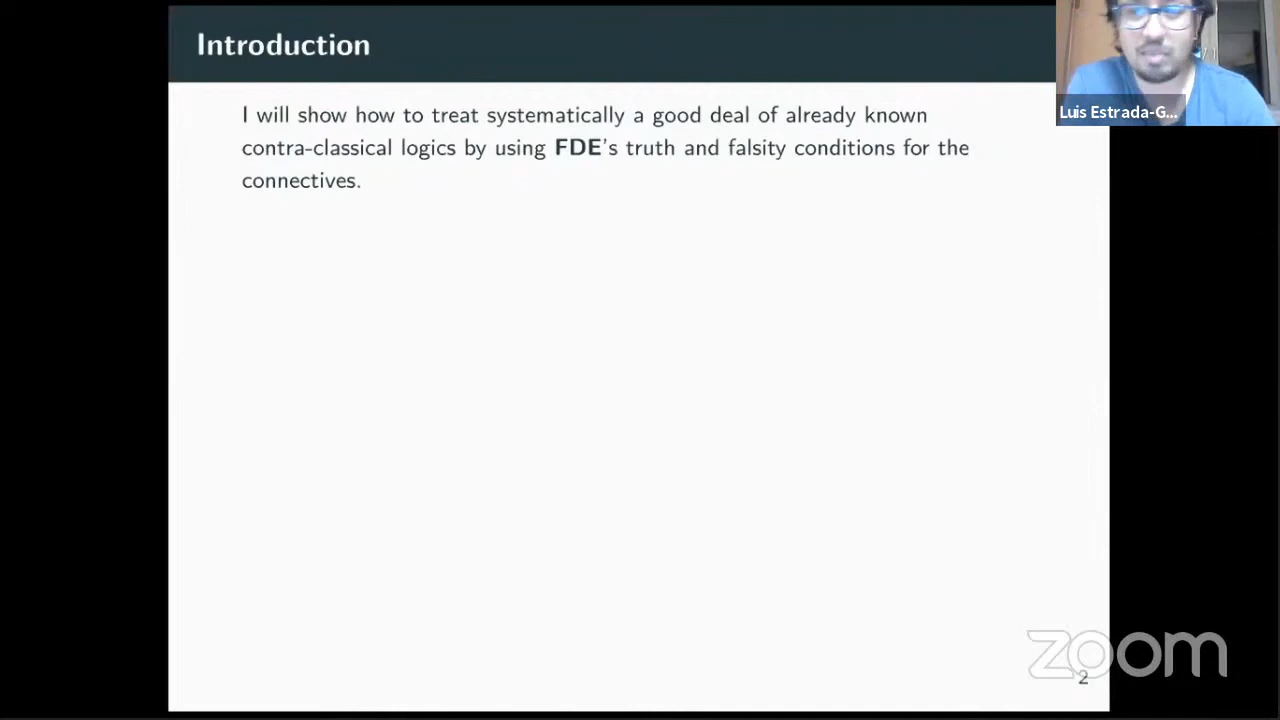 Introduction
I will show how to treat systematically a good deal of already known
contra-classical logics by using FDE's truth and falsity conditions for the
connectives.
Luis Estrada-G...
zoom
2